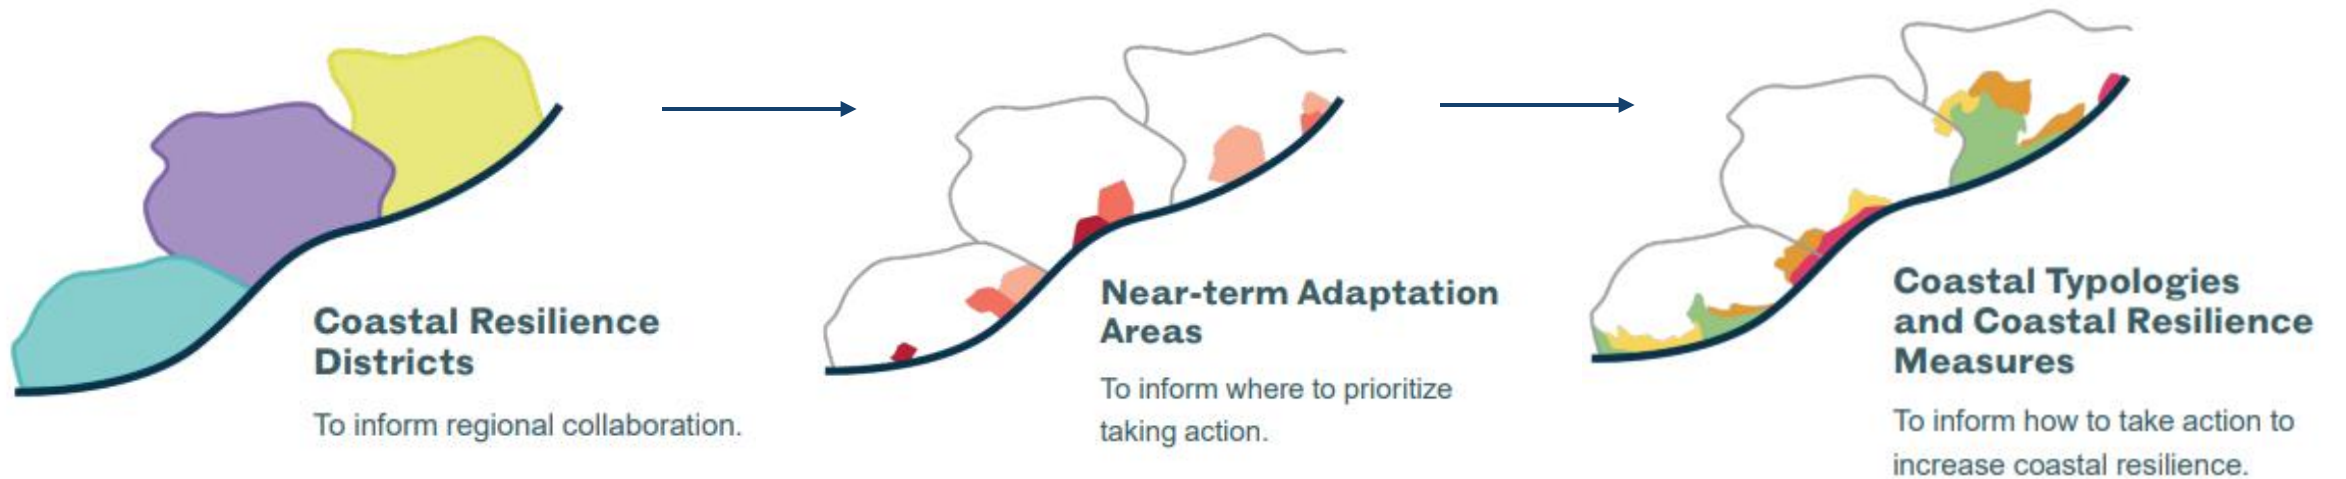 Coastal Resilience
Districts
To inform regional collaboration.
Near-term Adaptation
Areas
To inform where to prioritize
taking action.
Coastal Typologies
and Coastal Resilience
Measures
To inform how to take action to
increase coastal resilience.